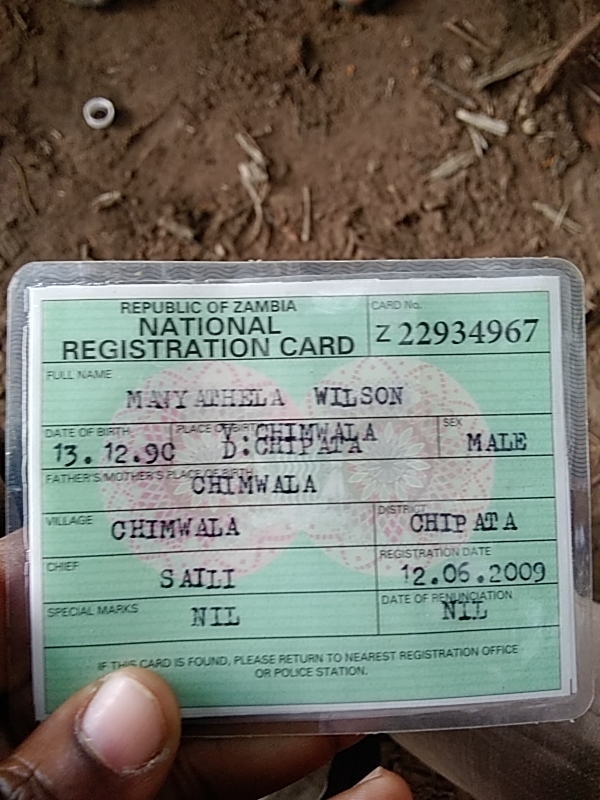 REPUBLIC OF ZAMBIA
NATIONAL
REGISTRATION CARD
CARD No.
Z 22934967
FULL NAME
MANYATHELA WILSON
DATE OF BIRTH
13.12.90
PLACE OF BIRTH
CHIMWALA
D:CHIPATA
SEX
MALE
FATHER'S/MOTHER'S PLACE OF BIRTH
CHIMWALA
VILLAGE
CHIMWALA
DISTRICT
CHIPATA
CHIEF
SAILI
REGISTRATION DATE
12.06.2009
SPECIAL MARKS
NIL
DATE OF RENUNCIATION
NIL
IF THIS CARD IS FOUND, PLEASE RETURN TO NEAREST REGISTRATION OFFICE
OR POLICE STATION.